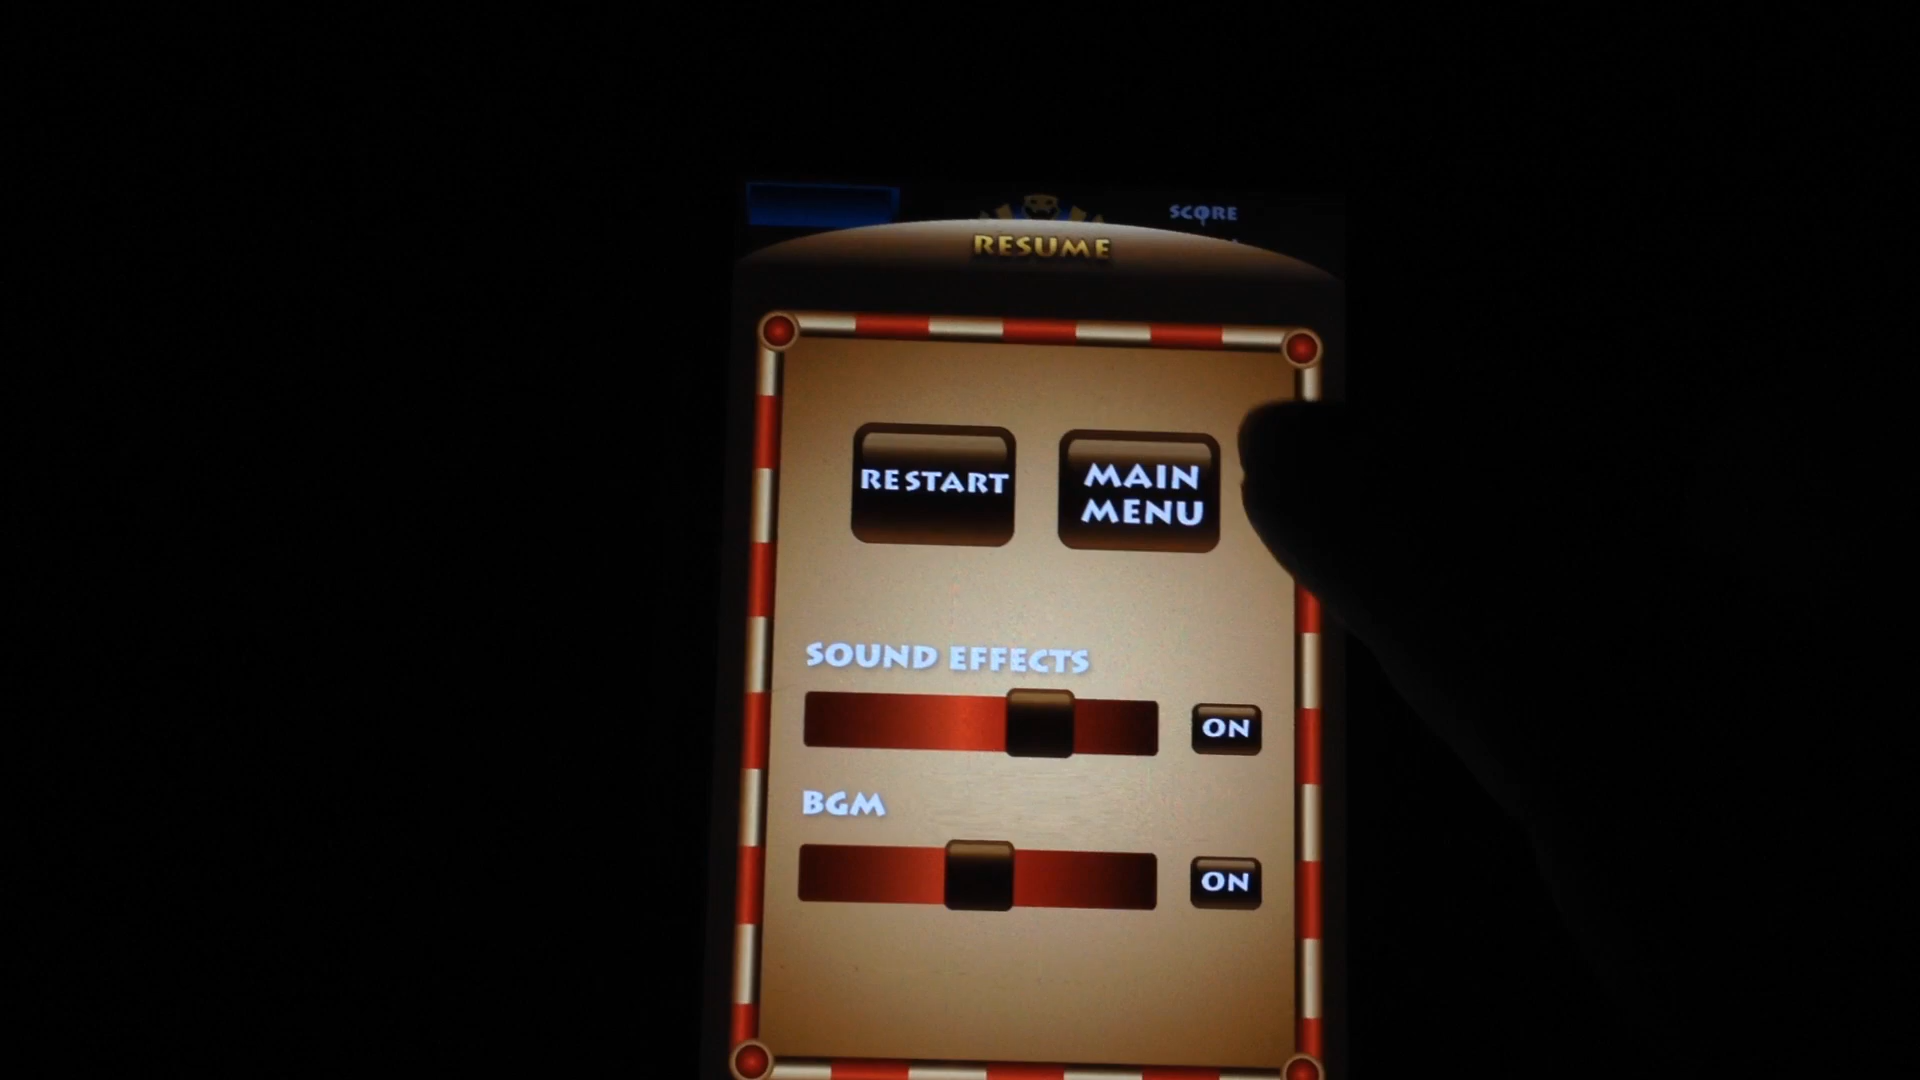 SCORE
RESUME
RESTART
MAIN
MENU
SOUND EFFECTS
ON
BGM
ON